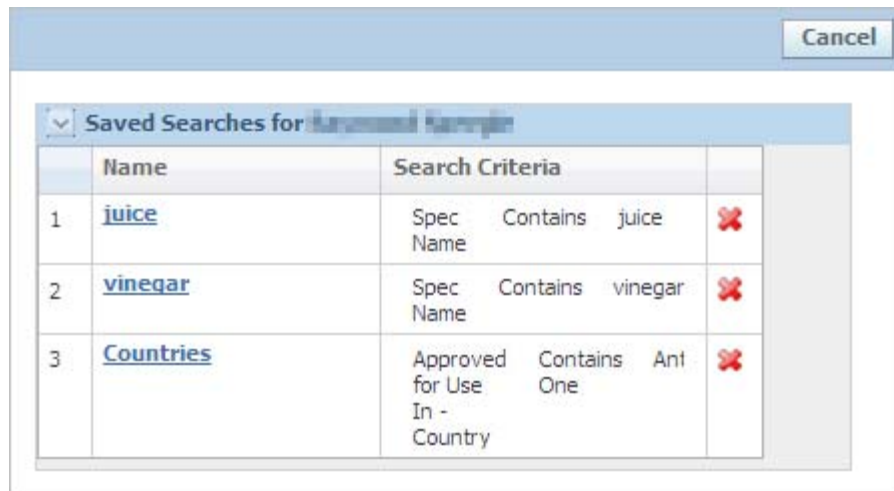 Cancel
Saved Searches for
Name Search Criteria
1 juice Spec Contains juice
Name
2 vinegar Spec Contains vinegar
Name
3 Countries Approved Contains Ant
for Use One
In -
Country